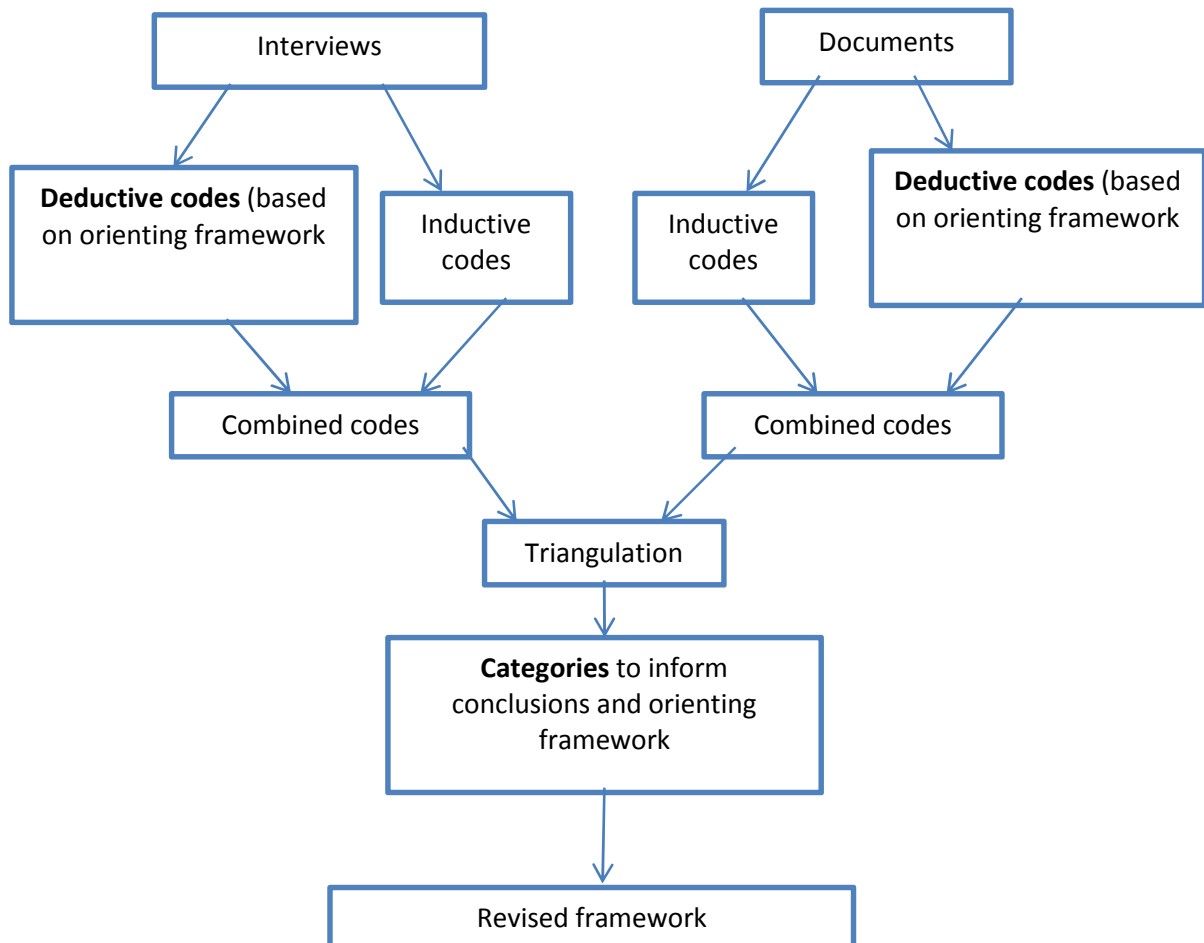 Interviews
Documents
Deductive codes (based
on orienting framework
Inductive
codes
Inductive
codes
Deductive codes (based
on orienting framework
Combined codes
Combined codes
Triangulation
Categories to inform
conclusions and orienting
framework
Revised framework